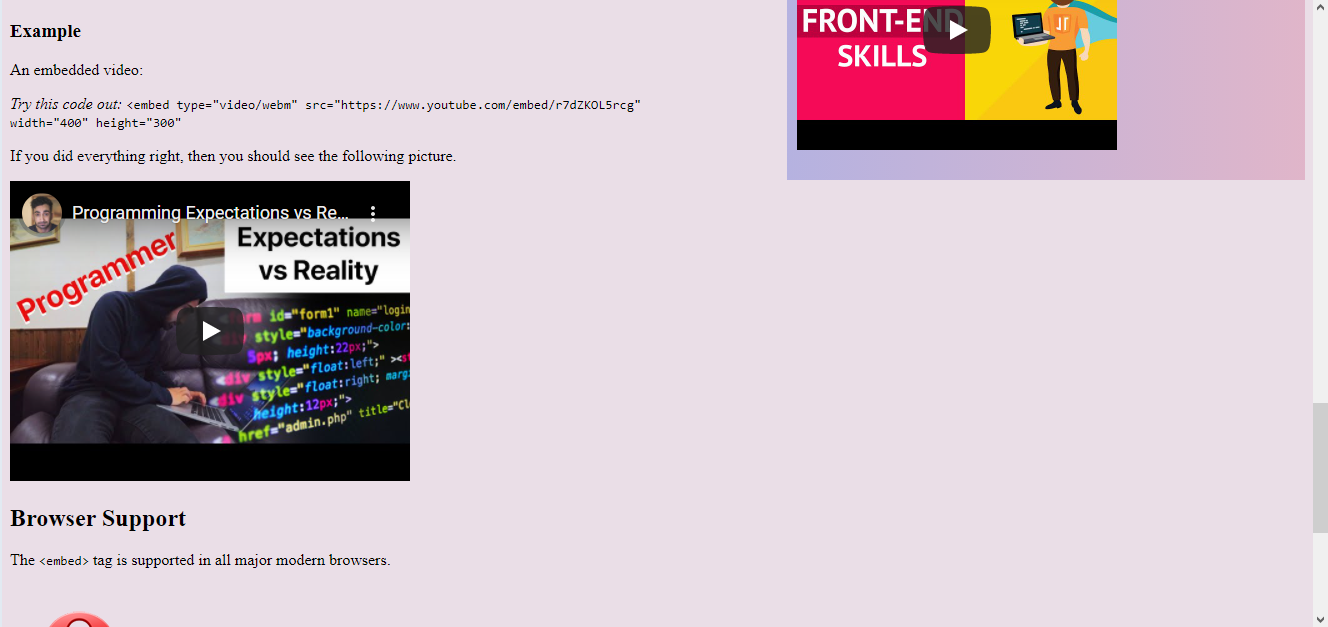 Example
An embedded video:
Try this code out: <embed type="video/webm" src="https://www.youtube.com/embed/r7dZKOL5rcg"
width="400" height="300"
If you did everything right, then you should see the following picture.
Programming Expectations vs Re...
Programmer
Expectations
vs Reality
id="form1" name="login
style="background-color:
5px; height:22px;">
<div style="float:left;" ><s
<div style="float:right; marg
height:12px;">
href="admin.php" title="Cl
Browser Support
The <embed> tag is supported in all major modern browsers.
FRONT-END
SKILLS